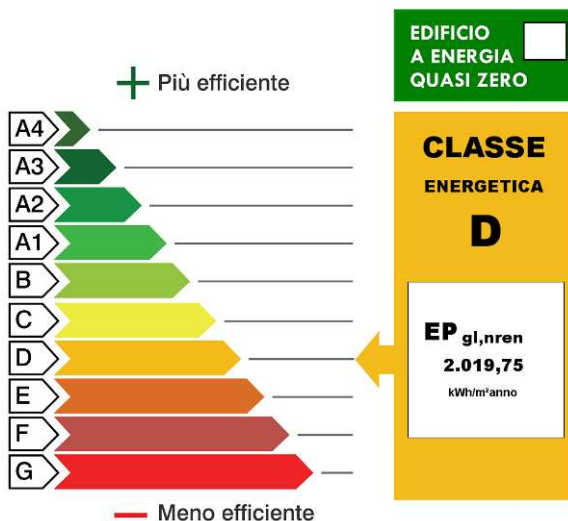 EDIFICIO
A ENERGIA
QUASI ZERO
+ Più efficiente
A4
A3
A2
A1
B
C
D
E
F
G
— Meno efficiente
CLASSE
ENERGETICA
D
EP gl,nren
2.019,75
kWh/m²anno